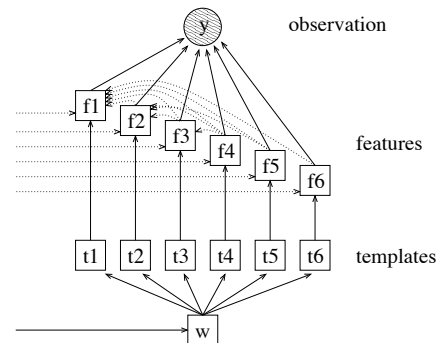 y observation
f1
f2
f3
f4
f5
f6
features
t1 t2 t3 t4 t5 t6 templates
w